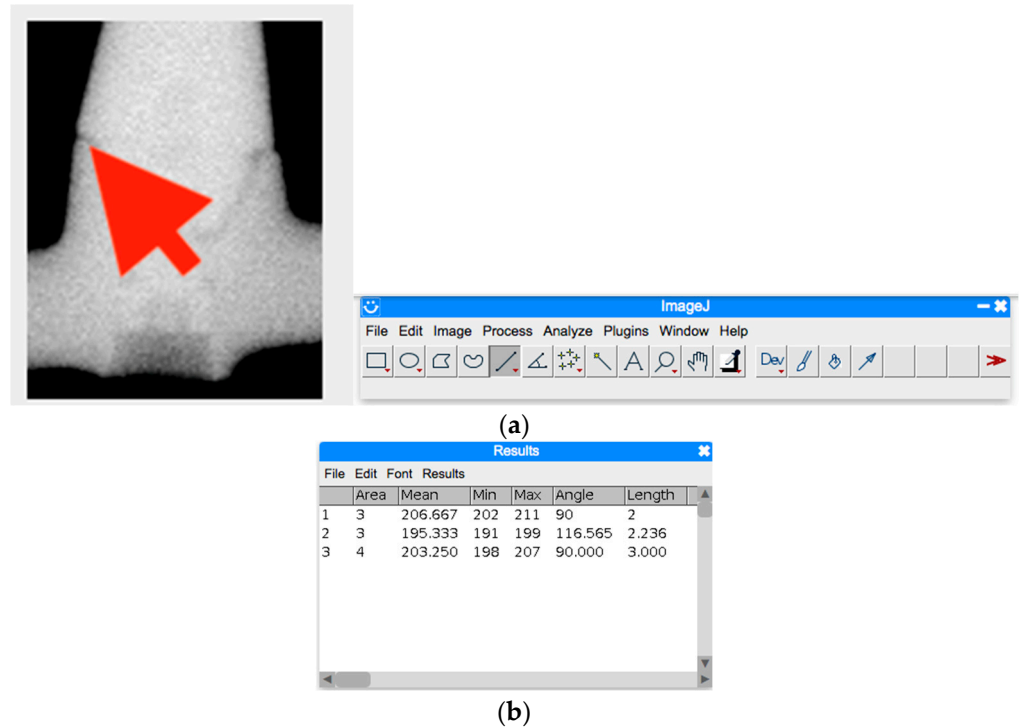 ImageJ
File Edit Image Process Analyze Plugins Window Help
A Dev
(a)
Results
File Edit Font Results
Area Mean Min Max Angle Length
1 3 206.667 202 211 90 2
2 3 195.333 191 199 116.565 2.236
3 4 203.250 198 207 90.000 3.000
(b)